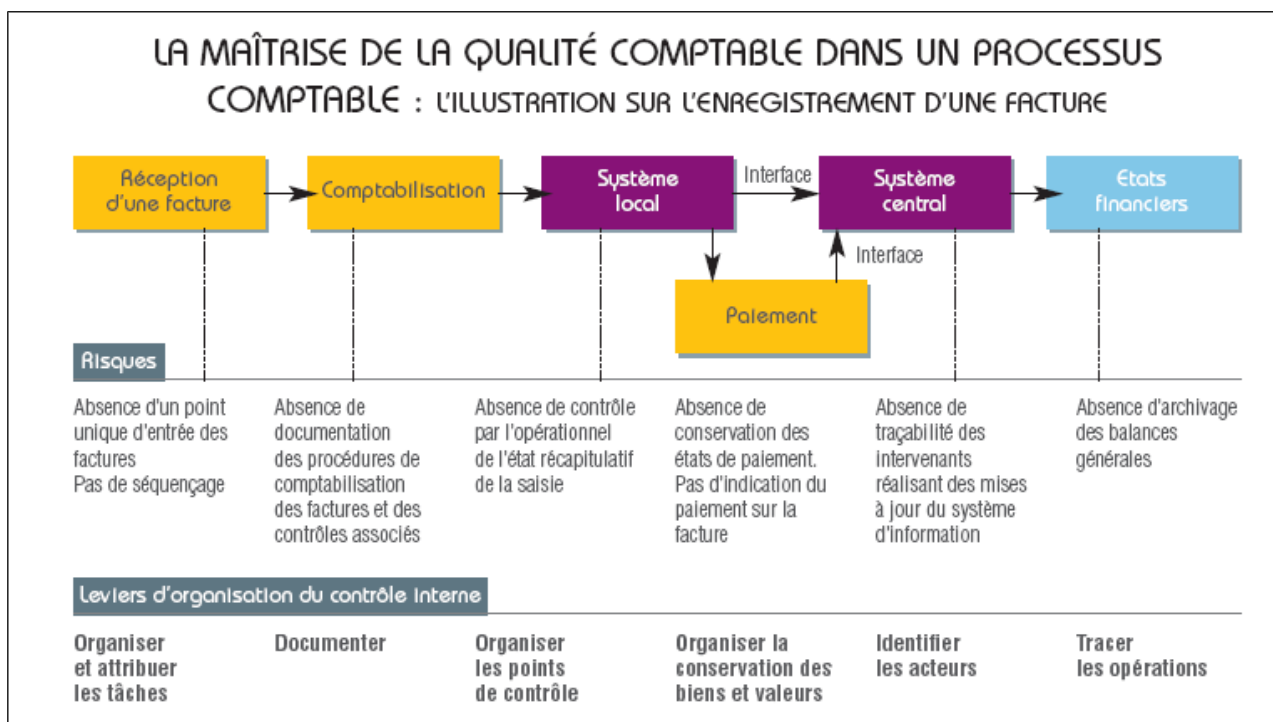 LA MAÎTRISE DE LA QUALITÉ COMPTABLE DANS UN PROCESSUS
COMPTABLE : L'ILLUSTRATION SUR L'ENREGISTREMENT D'UNE FACTURE
Réception
d'une facture
Comptabilisation
Système
local
Interface
Système
central
Etats
financiers
Interface
Paiement
Risques
Absence d'un point
unique d'entrée des
factures
Pas de séquençage
Absence de
documentation
des procédures de
comptabilisation
des factures et des
contrôles associés
Absence de contrôle
par l'opérationnel
de l'état récapitulatif
de la saisie
Absence de
conservation des
états de paiement.
Pas d'indication du
paiement sur la
facture
Absence de
traçabilité des
intervenants
réalisant des mises
à jour du système
d'information
Absence d'archivage
des balances
générales
Leviers d'organisation du contrôle interne
Organiser
et attribuer
les tâches
Documenter
Organiser
les points
de contrôle
Organiser la
conservation des
biens et valeurs
Identifier
les acteurs
Tracer
les opérations